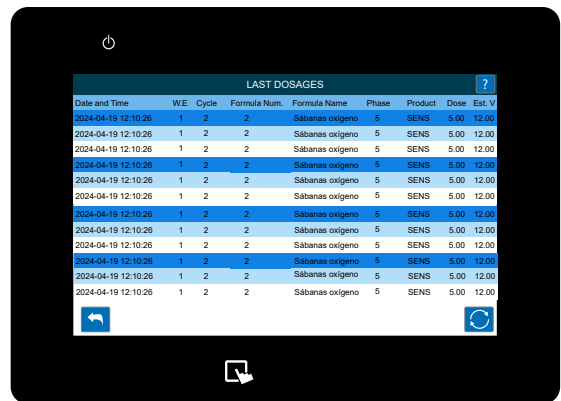 LAST DOSAGES ?
Date and Time W.E Cycle Formula Num. Formula Name Phase Product Dose Est. V
2024-04-19 12:10:26 1 2 2 Sábanas oxígeno 5 SENS 5.00 12.00
2024-04-19 12:10:26 1 2 2 Sábanas oxígeno 5 SENS 5.00 12.00
2024-04-19 12:10:26 1 2 2 Sábanas oxígeno 5 SENS 5.00 12.00
2024-04-19 12:10:26 1 2 2 Sábanas oxígeno 5 SENS 5.00 12.00
2024-04-19 12:10:26 1 2 2 Sábanas oxígeno 5 SENS 5.00 12.00
2024-04-19 12:10:26 1 2 2 Sábanas oxígeno 5 SENS 5.00 12.00
2024-04-19 12:10:26 1 2 2 Sábanas oxígeno 5 SENS 5.00 12.00
2024-04-19 12:10:26 1 2 2 Sábanas oxígeno 5 SENS 5.00 12.00
2024-04-19 12:10:26 1 2 2 Sábanas oxígeno 5 SENS 5.00 12.00
2024-04-19 12:10:26 1 2 2 Sábanas oxígeno 5 SENS 5.00 12.00
2024-04-19 12:10:26 1 2 2 Sábanas oxígeno 5 SENS 5.00 12.00
2024-04-19 12:10:26 1 2 2 Sábanas oxígeno 5 SENS 5.00 12.00